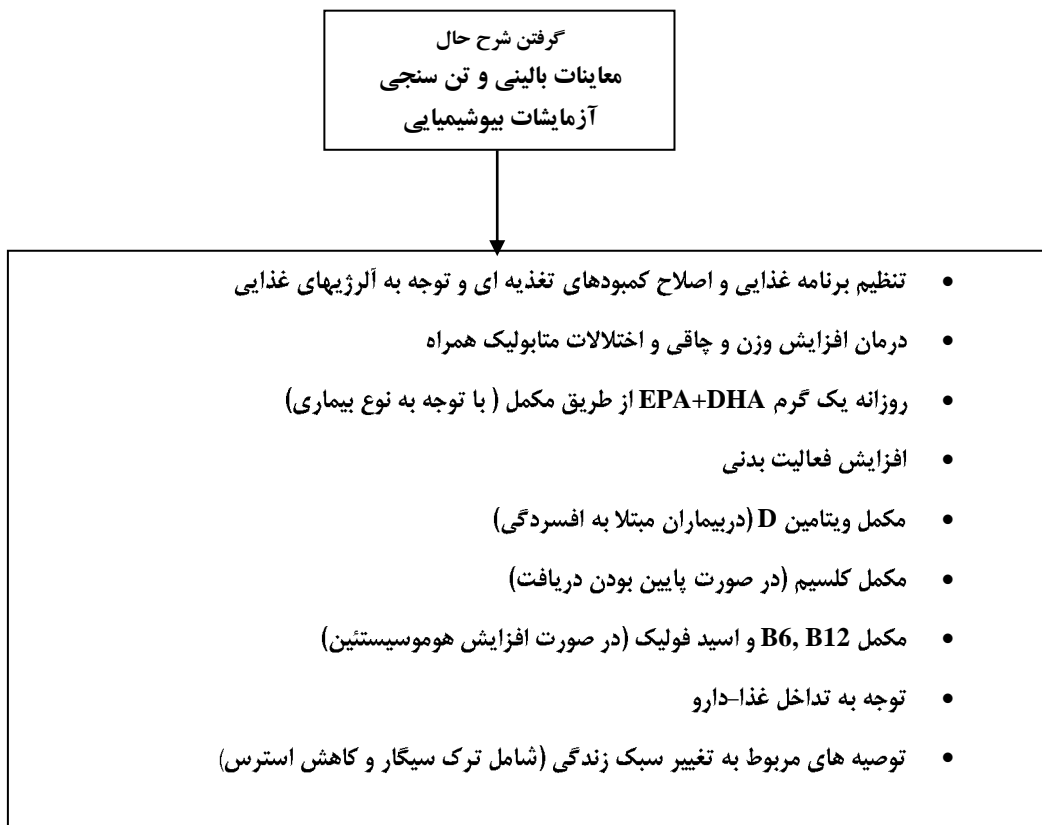 گرفتن شرح حال
معاینات بالینی و تن سنجی
آزمایشات بیوشیمیایی
• تنظیم برنامه غذایی و اصلاح کمبودهای تغذیه ای و توجه به آلرژیهای غذایی
• درمان افزایش وزن و چاقی و اختلالات متابولیک همراه
• روزانه یک گرم EPA+DHA از طریق مکمل ( با توجه به نوع بیماری)
• افزایش فعالیت بدنی
• مکمل ویتامین D (دربیماران مبتلا به افسردگی)
• مکمل کلسیم (در صورت پایین بودن دریافت)
• مکمل B6, B12 و اسید فولیک (در صورت افزایش هوموسیستئین)
• توجه به تداخل غذا–دارو
• توصیه های مربوط به تغییر سبک زندگی (شامل ترک سیگار و کاهش استرس)